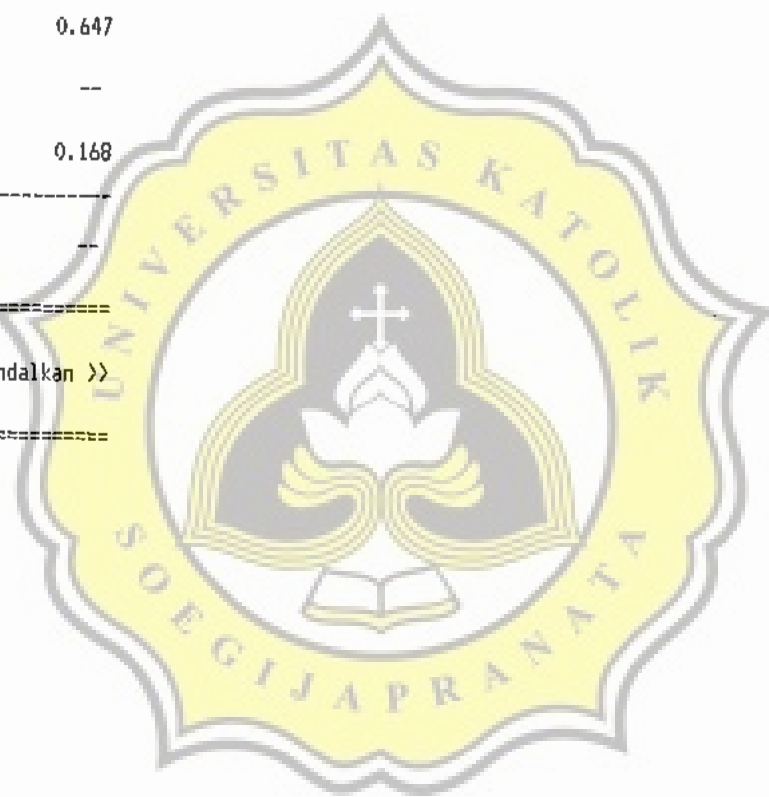 0.647
--
0.168
--
ndalkan >>
UNIVERSITAS KATOLIK
SOEGIJAPRANATA